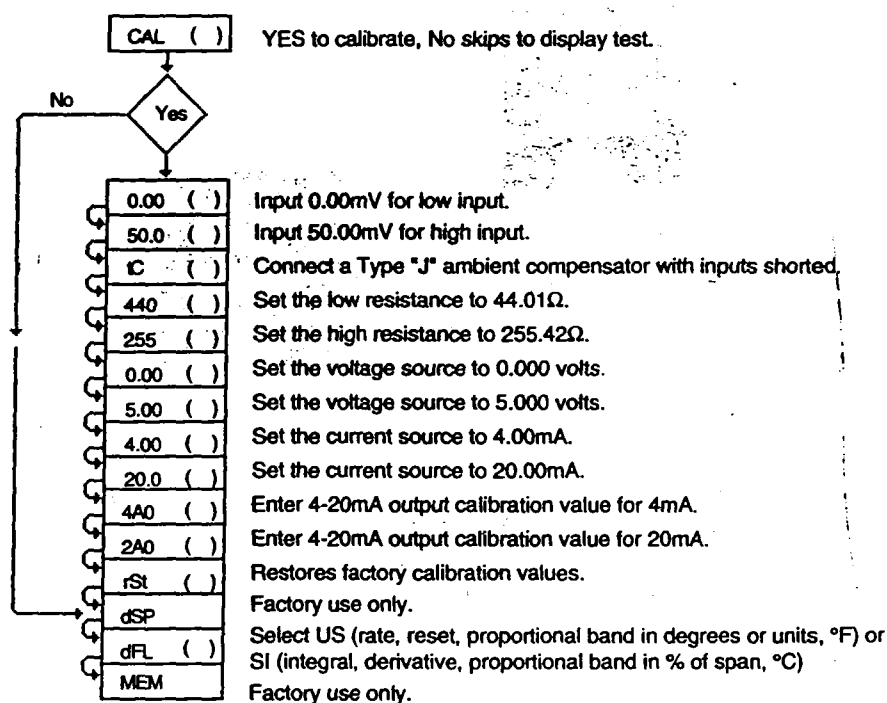 CAL ( ) YES to calibrate, No skips to display test.
No
Yes
0.00 ( ) Input 0.00mV for low input.
50.0 ( ) Input 50.00mV for high input.
tC ( ) Connect a Type "J" ambient compensator with inputs shorted.
440 ( ) Set the low resistance to 44.01Ω.
255 ( ) Set the high resistance to 255.42Ω.
0.00 ( ) Set the voltage source to 0.000 volts.
5.00 ( ) Set the voltage source to 5.000 volts.
4.00 ( ) Set the current source to 4.00mA.
20.0 ( ) Set the current source to 20.00mA.
4A0 ( ) Enter 4-20mA output calibration value for 4mA.
2A0 ( ) Enter 4-20mA output calibration value for 20mA.
rSt ( ) Restores factory calibration values.
dSP Factory use only.
dFL ( ) Select US (rate, reset, proportional band in degrees or units, °F) or
SI (integral, derivative, proportional band in % of span, °C)
MEM Factory use only.